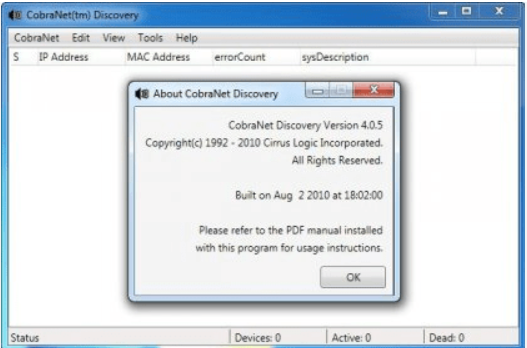 CobraNet(tm) Discovery
CobraNet Edit View Tools Help
S IP Address MAC Address errorCount sysDescription
About CobraNet Discovery
CobraNet Discovery Version 4.0.5
Copyright(c) 1992 - 2010 Cirrus Logic Incorporated.
All Rights Reserved.
Built on Aug 2 2010 at 18:02:00
Please refer to the PDF manual installed
with this program for usage instructions.
OK
Status Devices: 0 Active: 0 Dead: 0